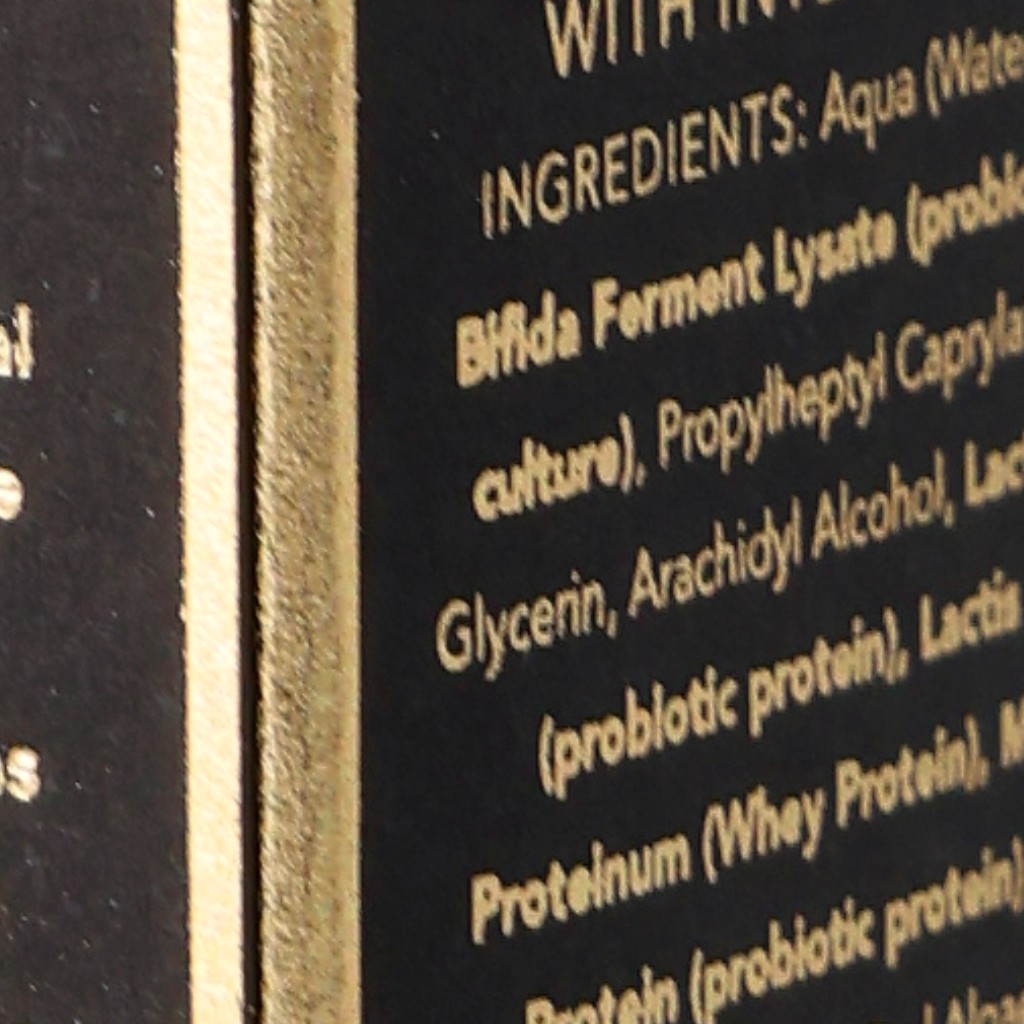 WITH
INGREDIENTS: Aqua
Bifida Ferment Lysate
culture), Propylheptyl
Glycerin, Arachidyl Alcohol,
(probiotic protein), Lactis
Proteinum (Whey Protein),
Protein (probiotic protein)